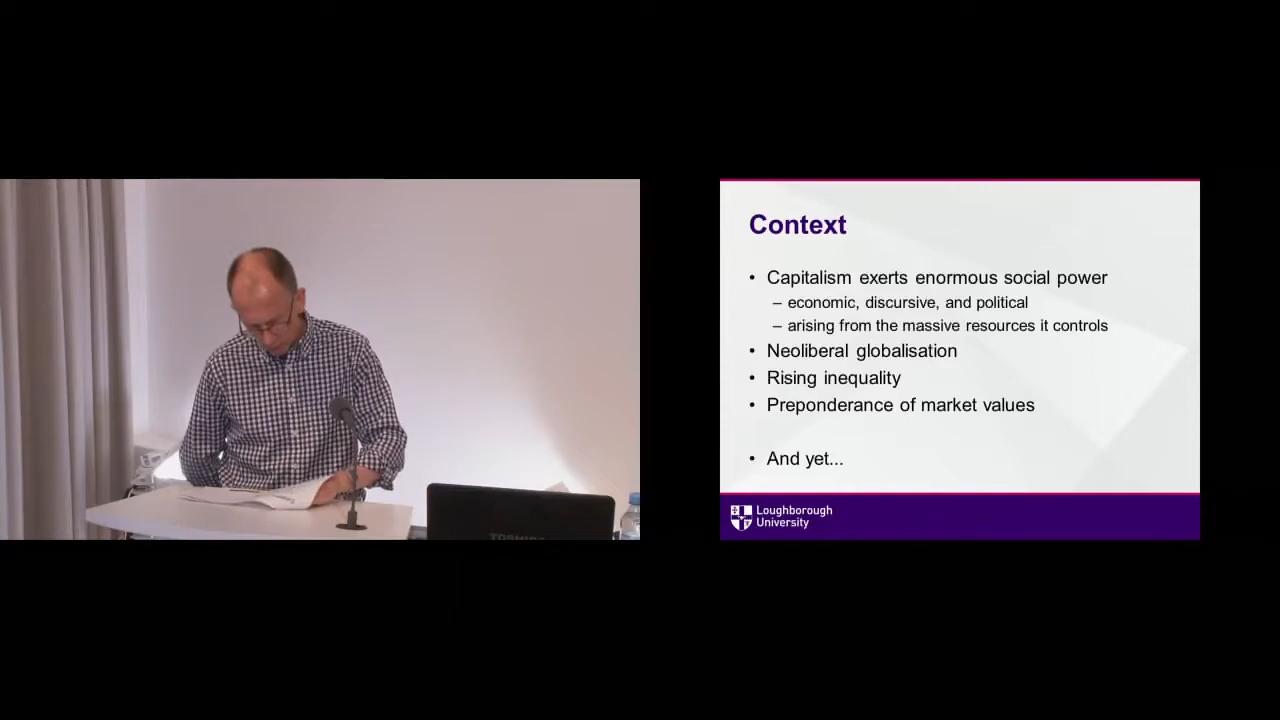 Context
• Capitalism exerts enormous social power
– economic, discursive, and political
– arising from the massive resources it controls
• Neoliberal globalisation
• Rising inequality
• Preponderance of market values
• And yet...
Loughborough
University
TOSHIBA